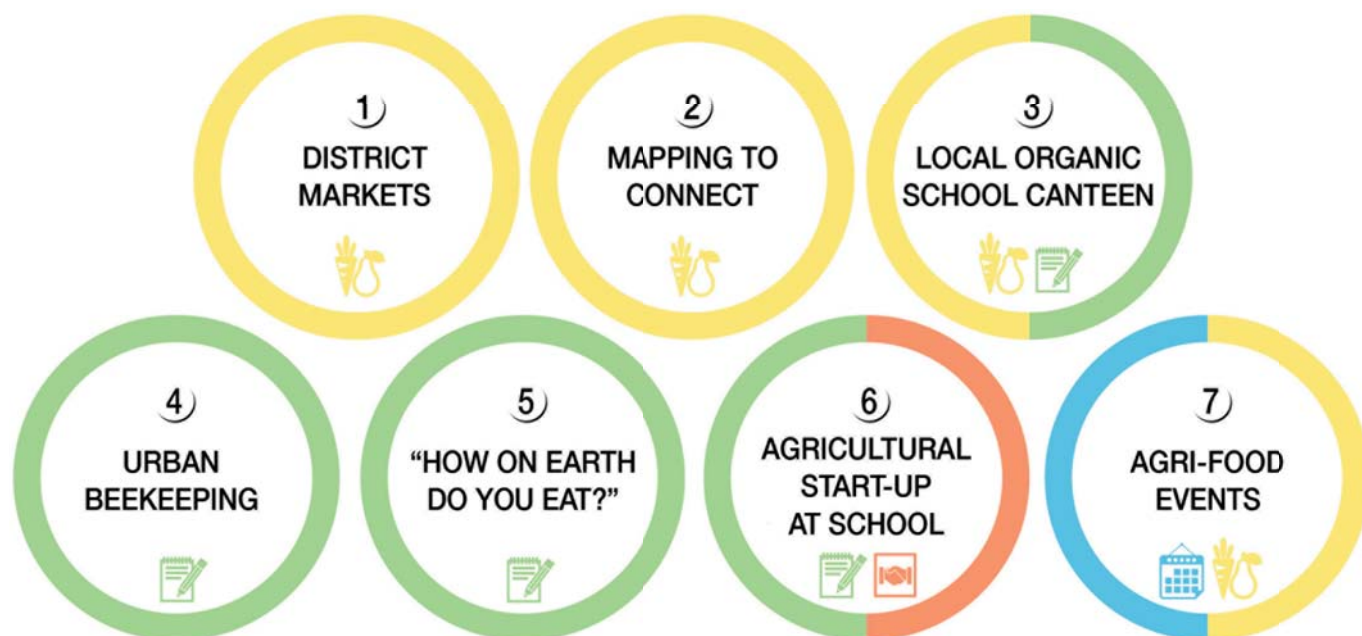 1
DISTRICT
MARKETS
2
MAPPING TO
CONNECT
3
LOCAL ORGANIC
SCHOOL CANTEEN
4
URBAN
BEEKEEPING
5
“HOW ON EARTH
DO YOU EAT?”
6
AGRICULTURAL
START-UP
AT SCHOOL
7
AGRI-FOOD
EVENTS